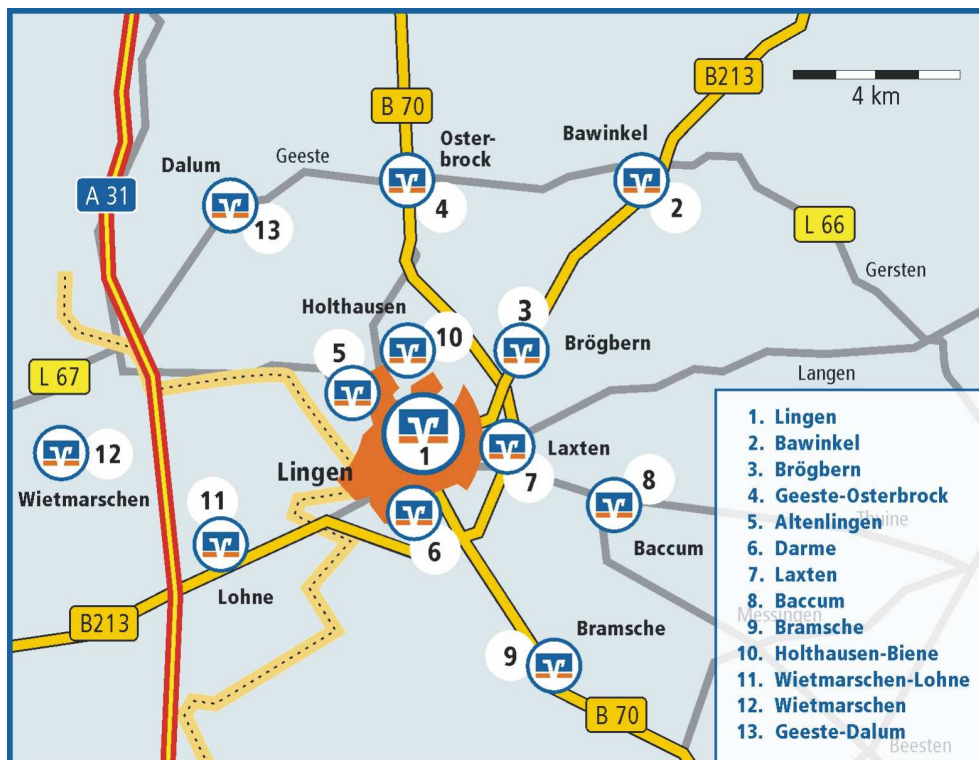 B213
B 70
4 km
Oster-
brock
Bawinkel
Geeste
Dalum
A 31
4
2
13
L 66
Gersten
Holthausen
3
10
Brögbern
5
L 67
Langen
1
Laxten
Lingen
12
7
8
Wietmarschen
11
6
Thuine
Baccum
Lohne
B213
Messingen
Bramsche
9
B 70
Beesten
1. Lingen
2. Bawinkel
3. Brögbern
4. Geeste-Osterbrock
5. Altenlingen
6. Darme
7. Laxten
8. Baccum
9. Bramsche
10. Holthausen-Biene
11. Wietmarschen-Lohne
12. Wietmarschen
13. Geeste-Dalum